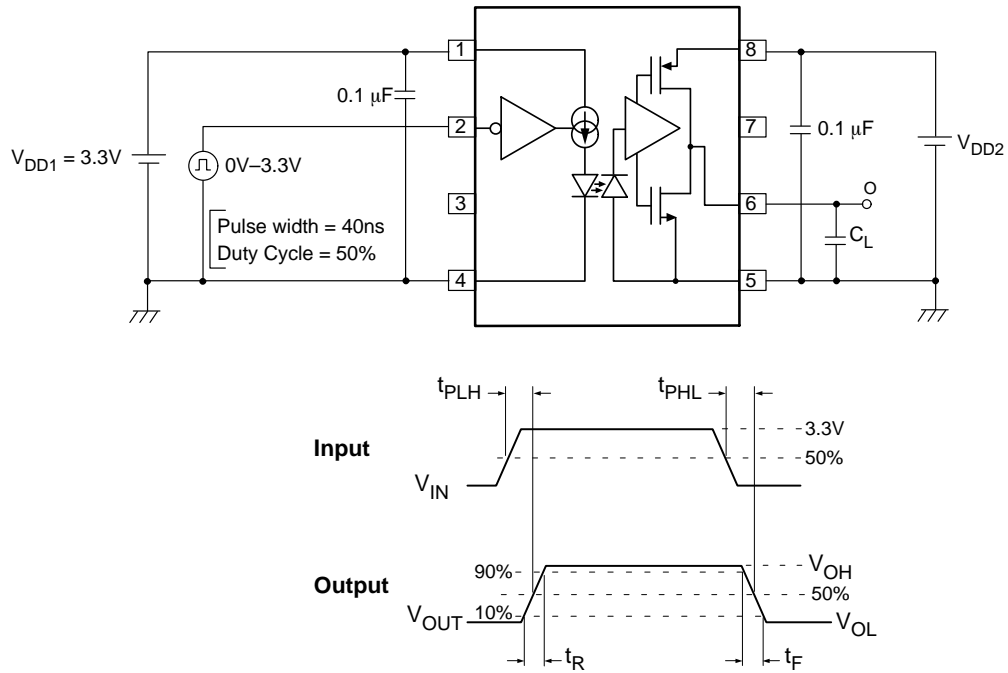 1
8
0.1 μF
2
7
0.1 μF
V_DD1 = 3.3V
0V–3.3V
V_DD2
3
6
O
Pulse width = 40ns
Duty Cycle = 50%
C_L
4
5
t_PLH
t_PHL
Input
3.3V
50%
V_IN
Output
90%
V_OH
50%
V_OUT
10%
V_OL
t_R
t_F